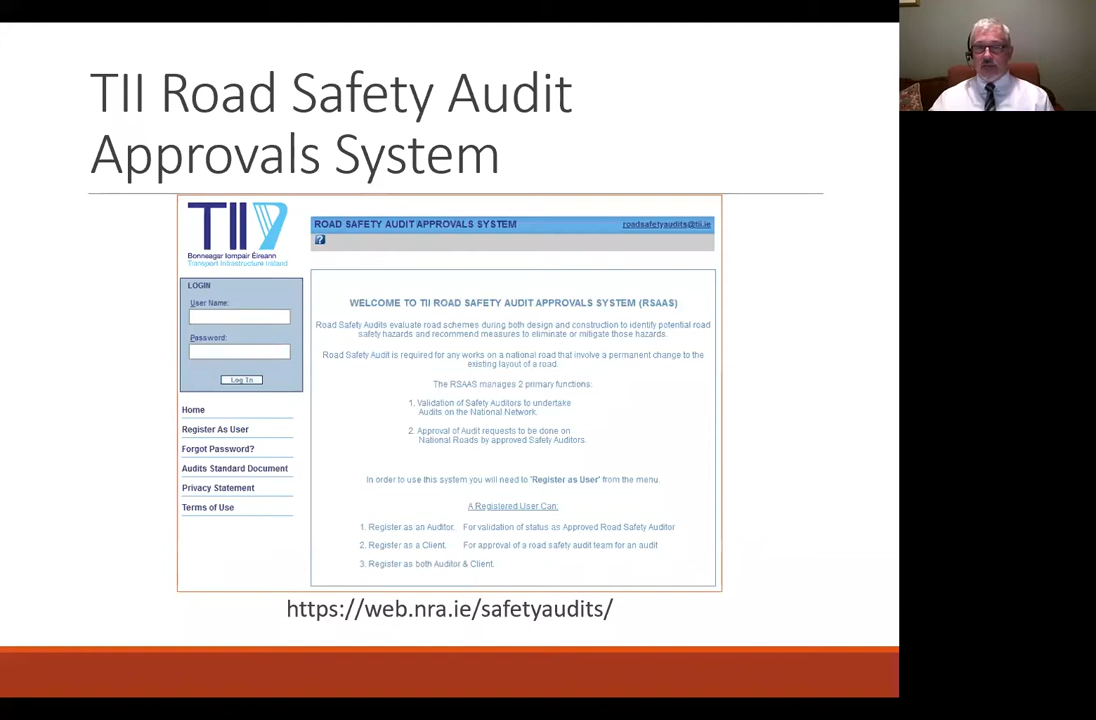 TII Road Safety Audit
Approvals System
TII
Bonneagar Iompair Éireann
Transport Infrastructure Ireland
ROAD SAFETY AUDIT APPROVALS SYSTEM
roadsafetyaudits@tii.ie
?
LOGIN
User Name:
Password:
Log In
Home
Register As User
Forgot Password?
Audits Standard Document
Privacy Statement
Terms of Use
WELCOME TO TII ROAD SAFETY AUDIT APPROVALS SYSTEM (RSAAS)
Road Safety Audits evaluate road schemes during both design and construction to identify potential road
safety hazards and recommend measures to eliminate or mitigate those hazards.
Road Safety Audit is required for any works on a national road that involve a permanent change to the
existing layout of a road.
The RSAAS manages 2 primary functions:
1. Validation of Safety Auditors to undertake
Audits on the National Network.
2. Approval of Audit requests to be done on
National Roads by approved Safety Auditors.
In order to use this system you will need to 'Register as User' from the menu.
A Registered User Can:
1. Register as an Auditor. For validation of status as Approved Road Safety Auditor
2. Register as a Client. For approval of a road safety audit team for an audit
3. Register as both Auditor & Client.
https://web.nra.ie/safetyaudits/